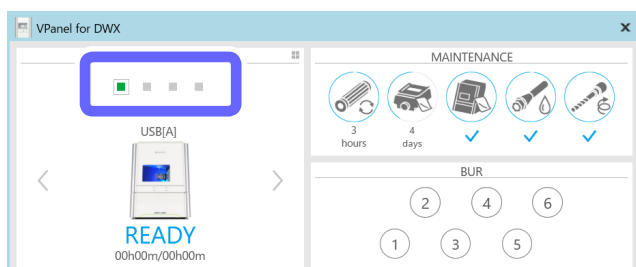 VPanel for DWX
x
USB[A]
READY
00h00m/00h00m
MAINTENANCE
3
hours
4
days
BUR
2 4 6
1 3 5